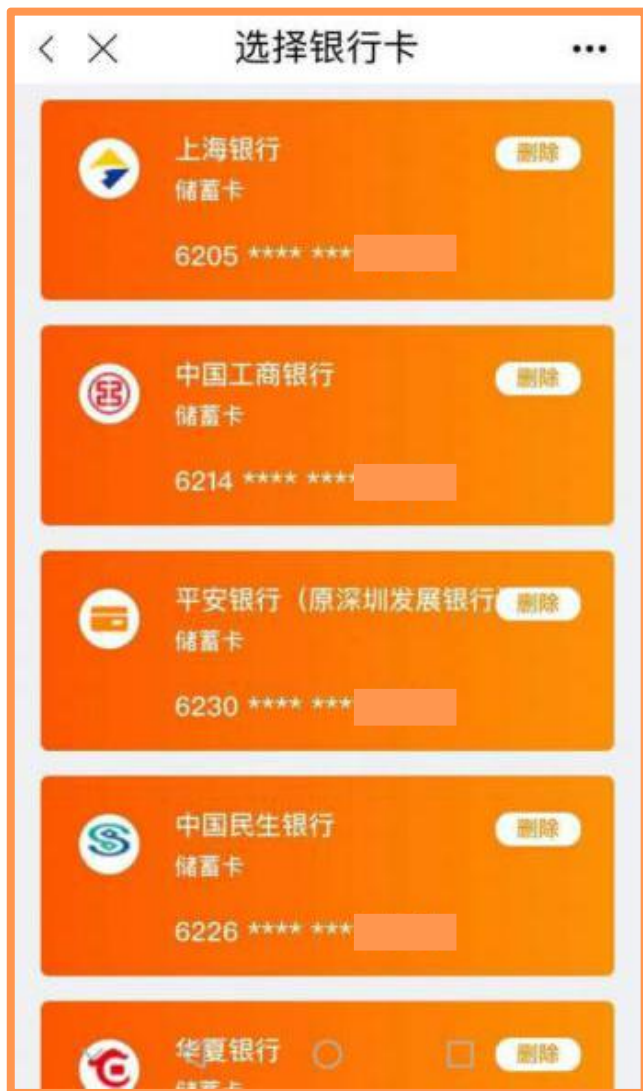 选择银行卡
上海银行
删除
储蓄卡
6205 **** ***
中国工商银行
删除
储蓄卡
6214 **** ****
平安银行（原深圳发展银行
删除
储蓄卡
6230 **** ***
中国民生银行
删除
储蓄卡
6226 **** ***
华夏银行
删除
储蓄卡